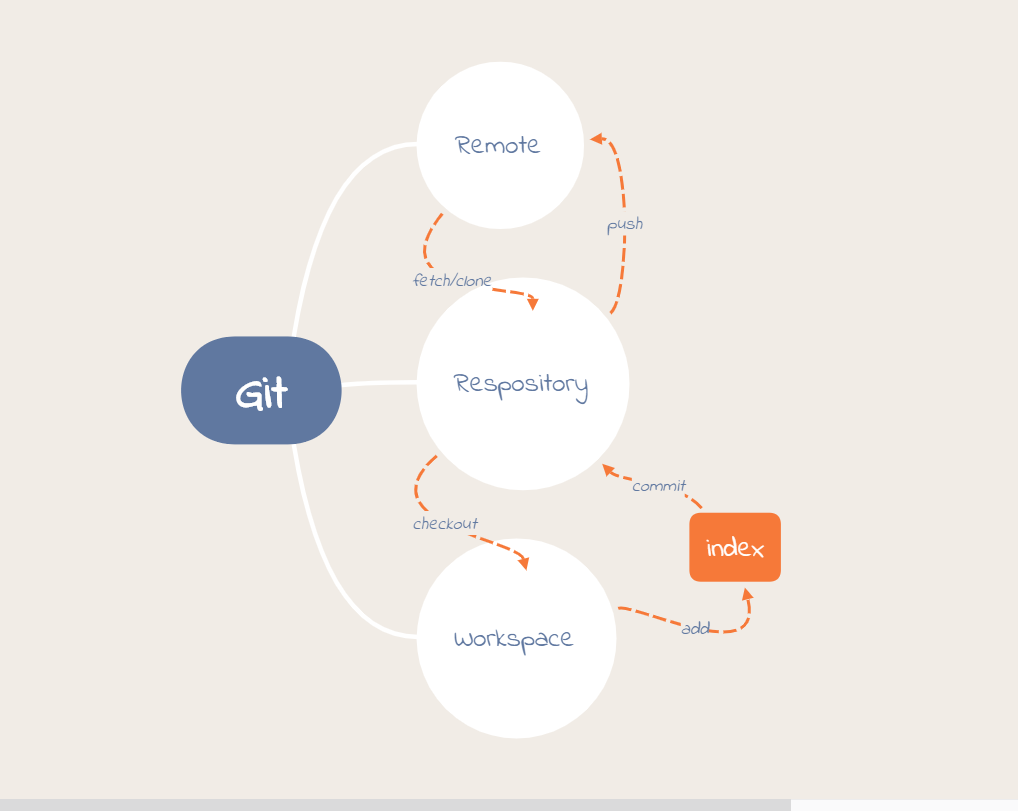 Remote
push
fetch/clone
Git
Respository
commit
checkout
index
add
Workspace